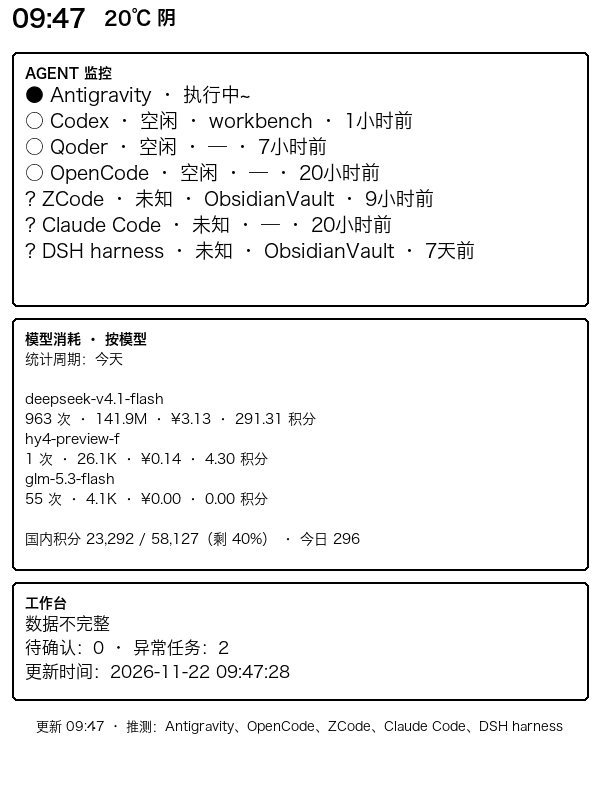 09:47 20℃ 阴
AGENT 监控
● Antigravity · 执行中~
○ Codex · 空闲 · workbench · 1小时前
○ Qoder · 空闲 · — · 7小时前
○ OpenCode · 空闲 · — · 20小时前
? ZCode · 未知 · ObsidianVault · 9小时前
? Claude Code · 未知 · — · 20小时前
? DSH harness · 未知 · ObsidianVault · 7天前
模型消耗 · 按模型
统计周期：今天
deepseek-v4.1-flash
963 次 · 141.9M · ¥3.13 · 291.31 积分
hy4-preview-f
1 次 · 26.1K · ¥0.14 · 4.30 积分
glm-5.3-flash
55 次 · 4.1K · ¥0.00 · 0.00 积分
国内积分 23,292 / 58,127（剩 40%） · 今日 296
工作台
数据不完整
待确认：0 · 异常任务：2
更新时间：2026-11-22 09:47:28
更新 09:47 · 推测：Antigravity、OpenCode、ZCode、Claude Code、DSH harness